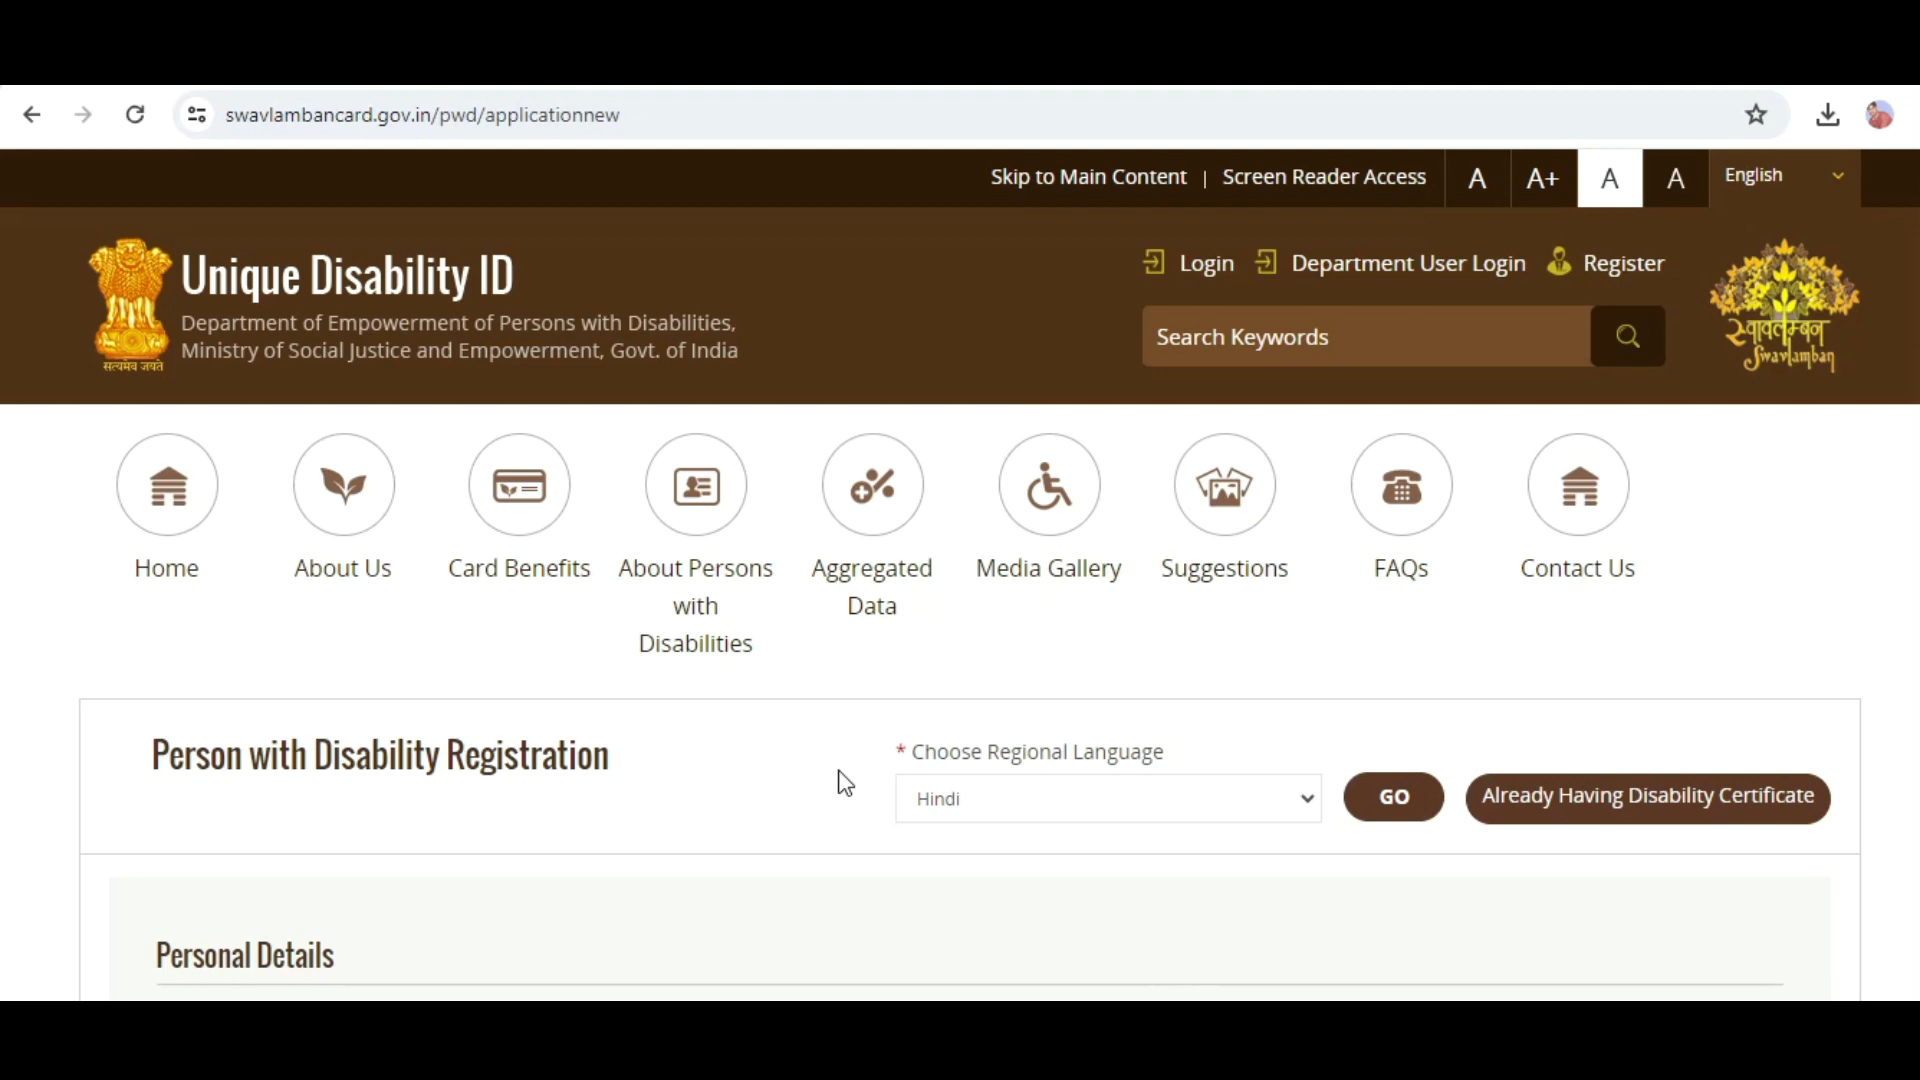 swavlambancard.gov.in/pwd/applicationnew
Skip to Main Content | Screen Reader Access A A+ A A English
Unique Disability ID
Department of Empowerment of Persons with Disabilities,
Ministry of Social Justice and Empowerment, Govt. of India
सत्यमेव जयते
Login Department User Login Register
Search Keywords
स्वावलम्बन
Swavlamban
Home
About Us
Card Benefits
About Persons
with
Disabilities
Aggregated
Data
Media Gallery
Suggestions
FAQs
Contact Us
Person with Disability Registration
* Choose Regional Language
Hindi
GO
Already Having Disability Certificate
Personal Details